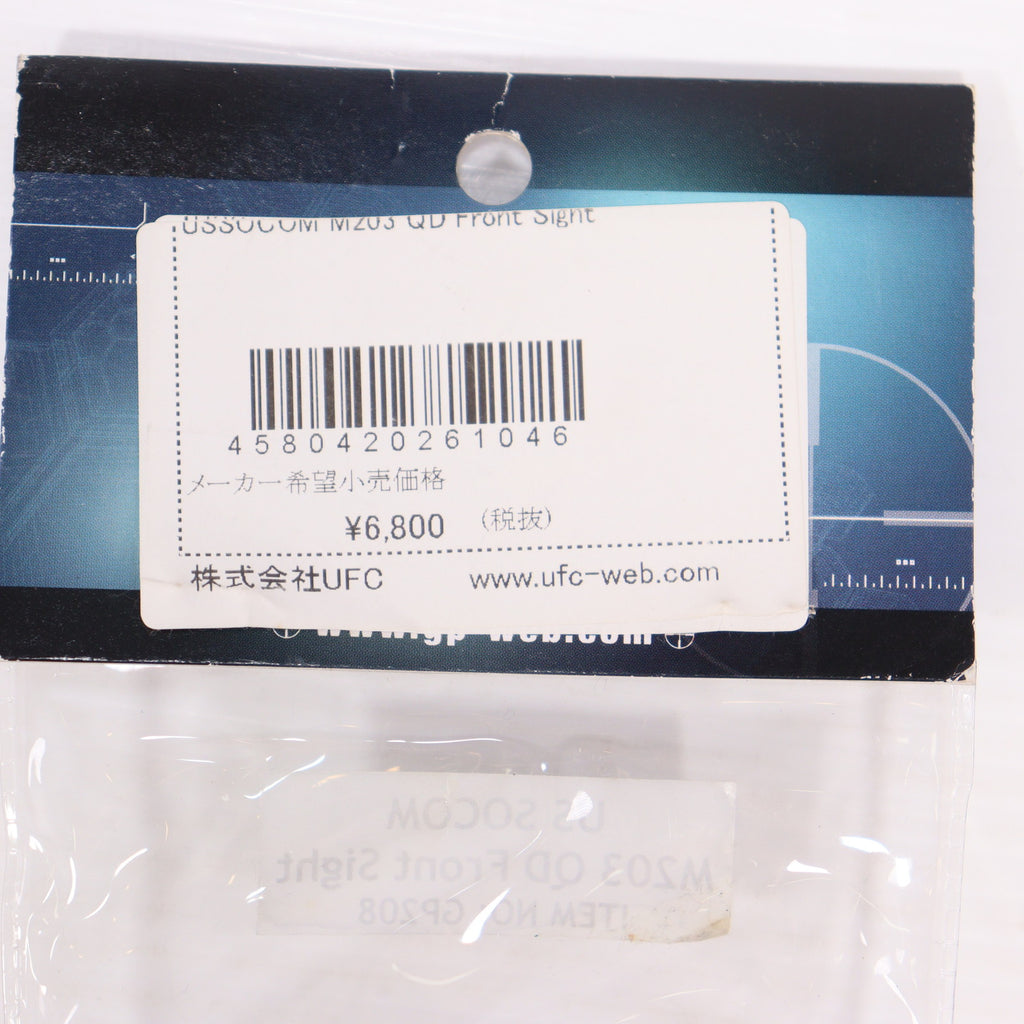 USSOCOM M203 QD Front Sight
4580420261046
メーカー希望小売価格
¥6,800 (税抜)
株式会社UFC www.ufc-web.com
www.gp-web.com
US SOCOM
M203 QD Front Sight
ITEM NO: GP208